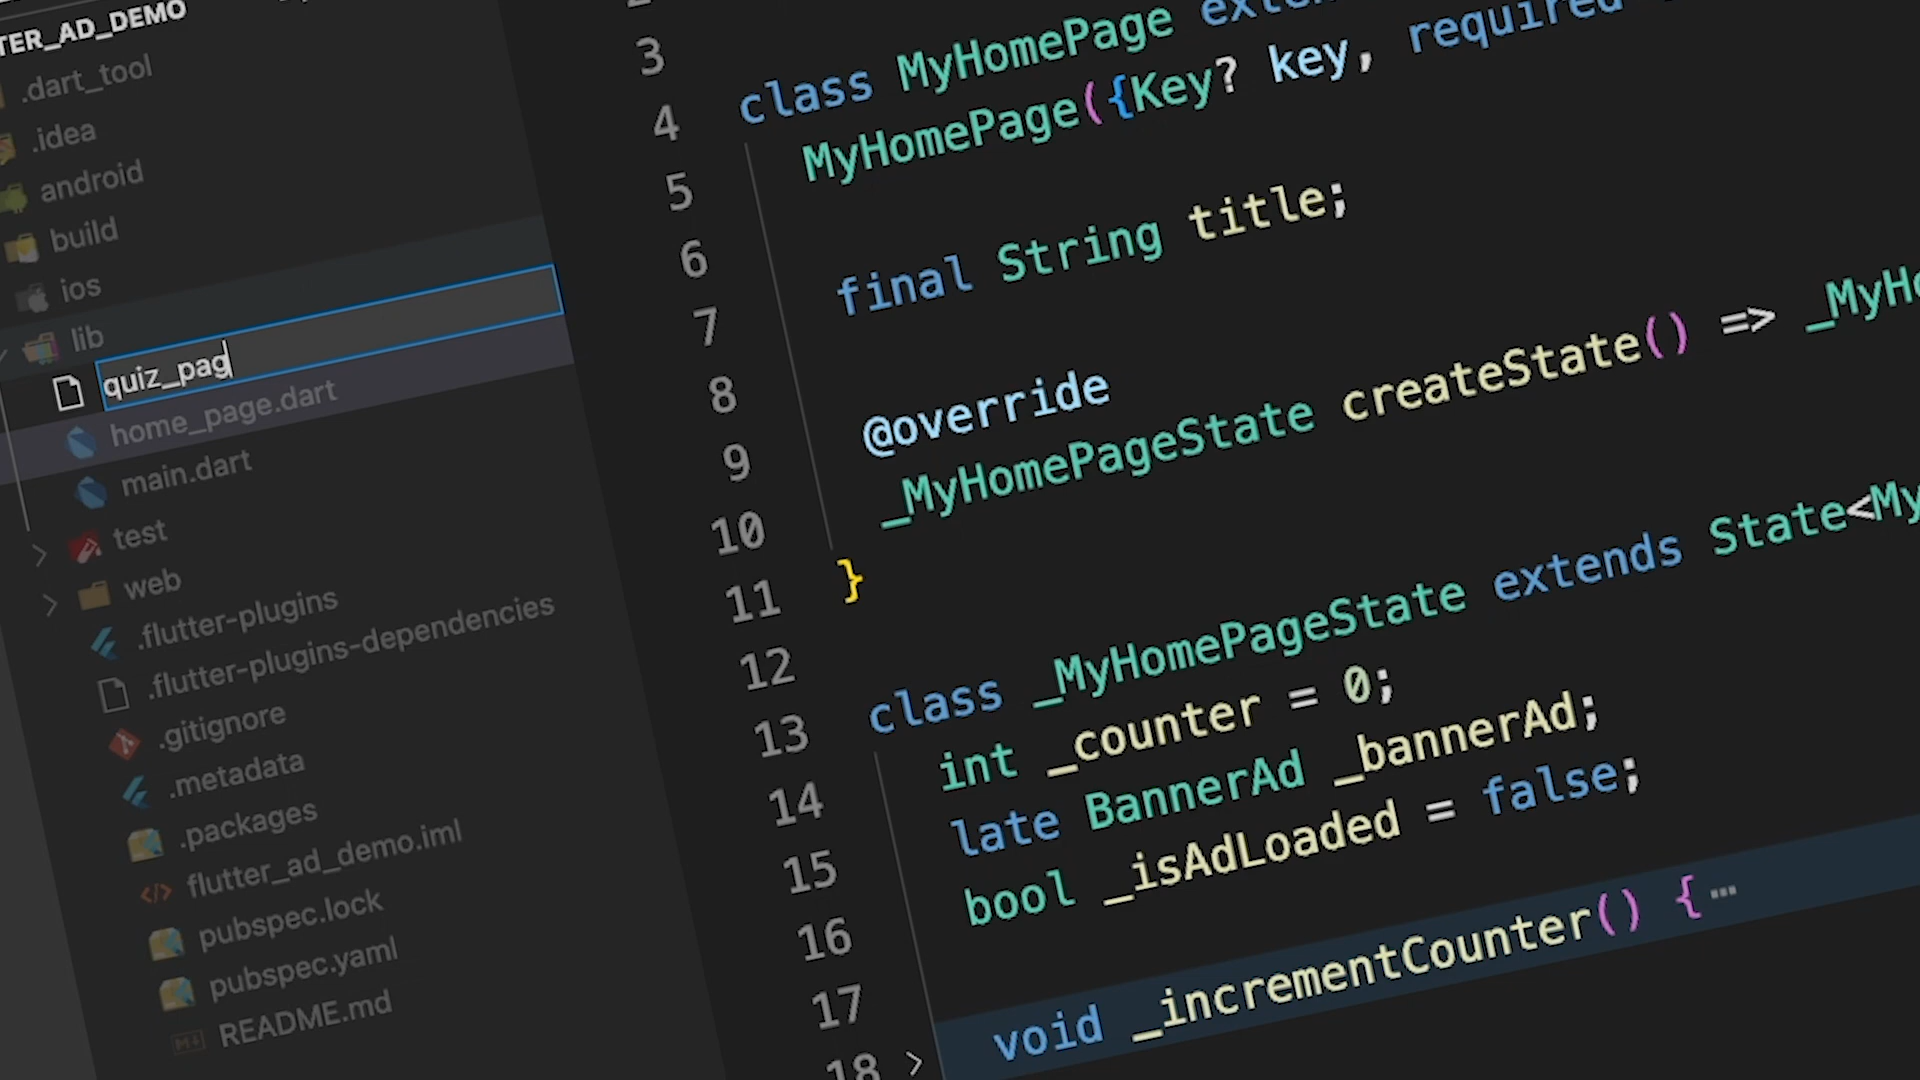 TER_AD_DEMO
.dart_tool
.idea
android
build
ios
lib
quiz_pag
home_page.dart
main.dart
test
web
.flutter-plugins
.flutter-plugins-dependencies
.gitignore
.metadata
.packages
flutter_ad_demo.iml
pubspec.lock
pubspec.yaml
README.md
3
4 class MyHomePage exten
5 MyHomePage({Key? key, required
6
7 final String title;
8
9 @override
10 _MyHomePageState createState() => _MyHo
11 }
12
13 class _MyHomePageState extends State<My
14 int _counter = 0;
15 late BannerAd _bannerAd;
16 bool _isAdLoaded = false;
17
18 void _incrementCounter() { …